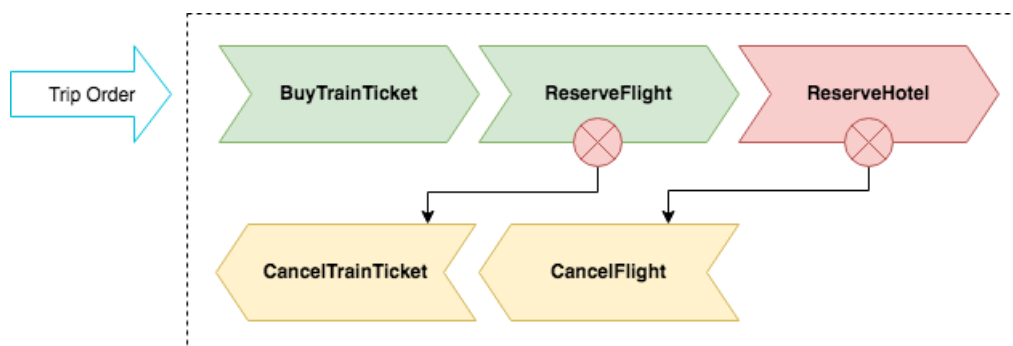 Trip Order
BuyTrainTicket
ReserveFlight
ReserveHotel
CancelTrainTicket
CancelFlight